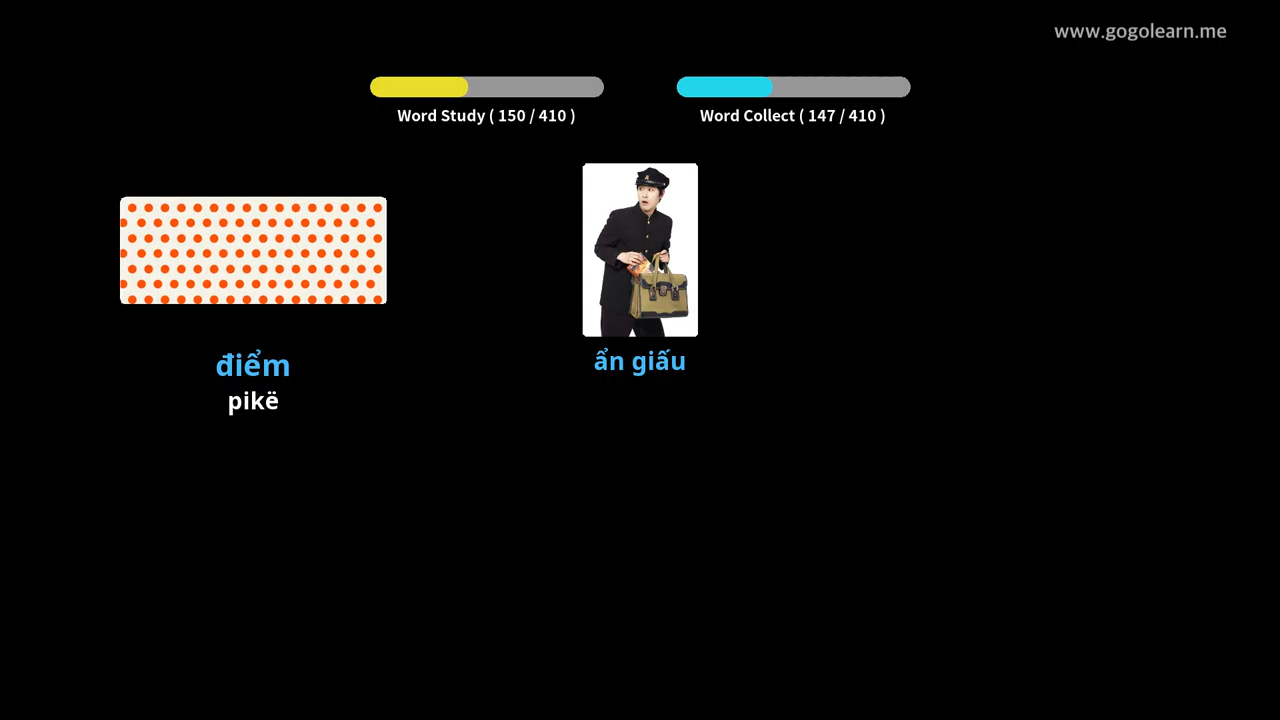 www.gogolearn.me
Word Study ( 150 / 410 )
Word Collect ( 147 / 410 )
điểm
pikë
ẩn giấu